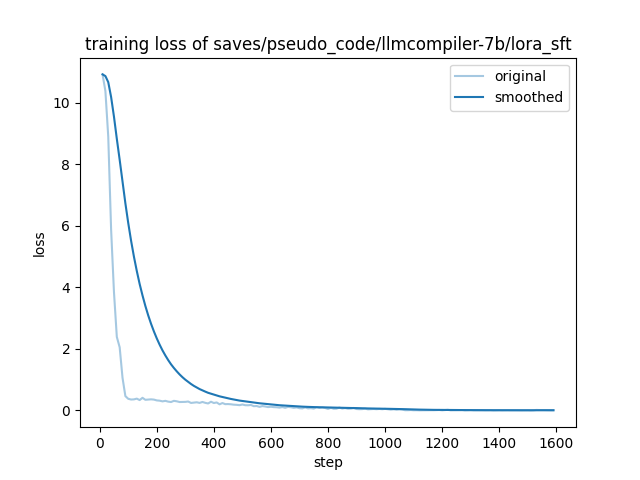 training loss of saves/pseudo_code/llmcompiler-7b/lora_sft
original
smoothed
10
8
6
4
2
0
loss
0 200 400 600 800 1000 1200 1400 1600
step